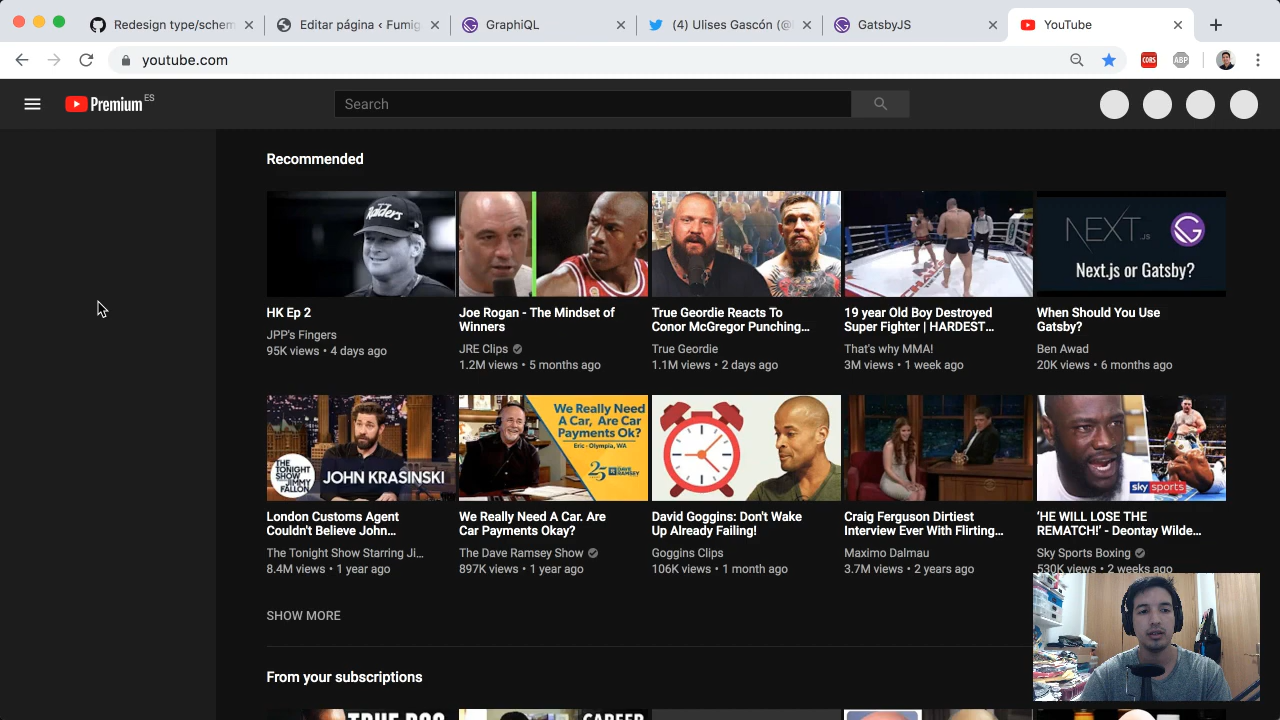 Redesign type/schem
Editar página ‹ Fumig
GraphiQL
(4) Ulises Gascón (@
GatsbyJS
YouTube
youtube.com
CORS
ABP
Premium ES
Search
Recommended
Raiders
NEXT.JS
Next.js or Gatsby?
HK Ep 2
JPP's Fingers
95K views • 4 days ago
Joe Rogan - The Mindset of
Winners
JRE Clips
1.2M views • 5 months ago
True Geordie Reacts To
Conor McGregor Punching...
True Geordie
1.1M views • 2 days ago
19 year Old Boy Destroyed
Super Fighter | HARDEST...
That's why MMA!
3M views • 1 week ago
When Should You Use
Gatsby?
Ben Awad
20K views • 6 months ago
THE
TONIGHT
SHOW
JIMMY
FALLON
JOHN KRASINSKI
We Really Need
A Car, Are Car
Payments Ok?
Eric - Olympia, WA
25
DAVE
RAMSEY
sky sports
London Customs Agent
Couldn't Believe John...
The Tonight Show Starring Ji...
8.4M views • 1 year ago
We Really Need A Car. Are
Car Payments Okay?
The Dave Ramsey Show
897K views • 1 year ago
David Goggins: Don't Wake
Up Already Failing!
Goggins Clips
106K views • 1 month ago
Craig Ferguson Dirtiest
Interview Ever With Flirting...
Maximo Dalmau
3.7M views • 2 years ago
‘HE WILL LOSE THE
REMATCH!’ - Deontay Wilde...
Sky Sports Boxing
530K views • 2 weeks ago
SHOW MORE
From your subscriptions
CAREER